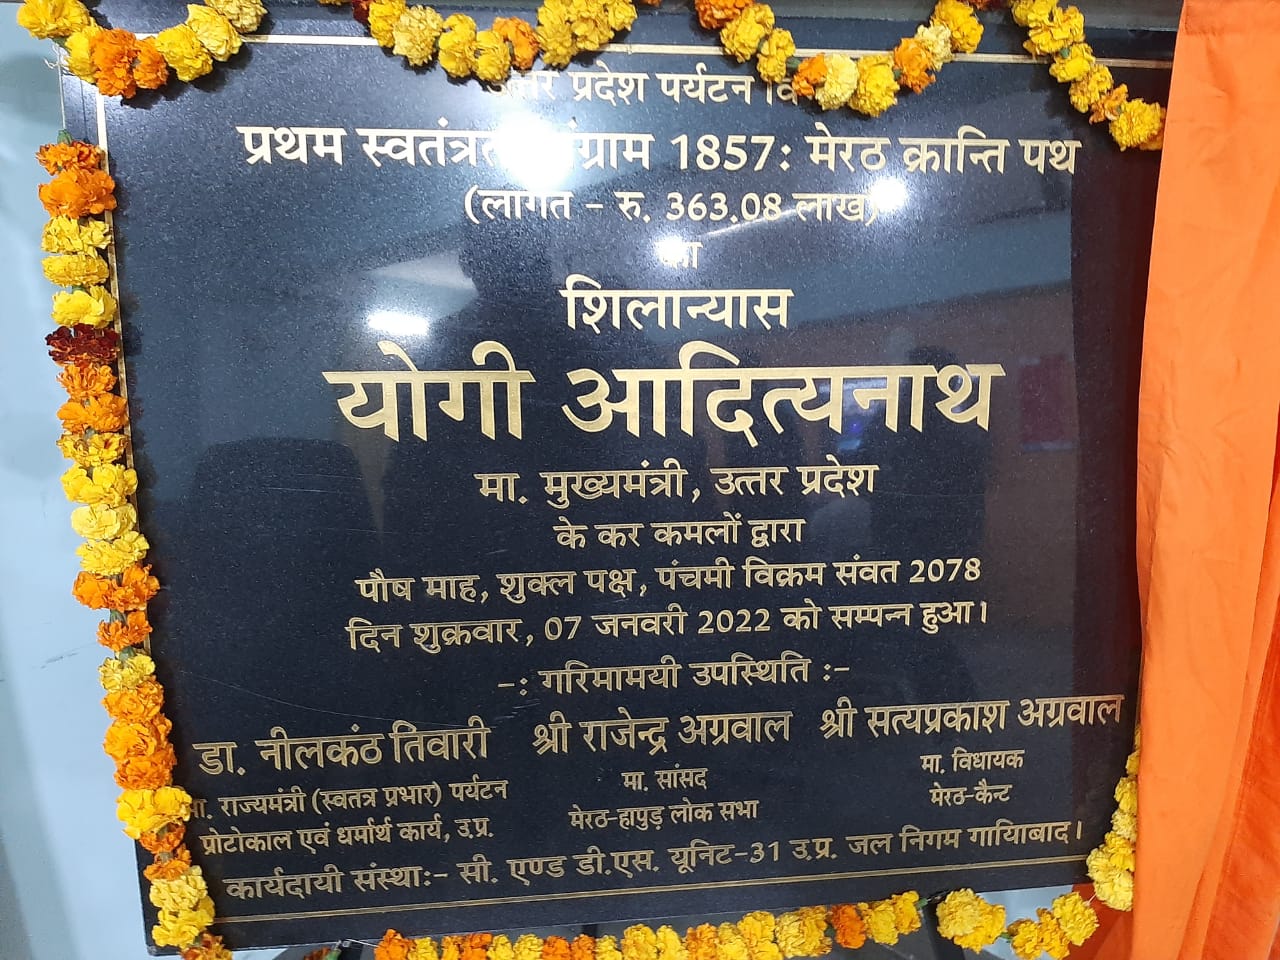 प्रदेश पर्यटन
प्रथम स्वतंत्रता संग्राम 1857: मेरठ क्रान्ति पथ
(लागत - रु. 363.08 लाख)
का
शिलान्यास
योगी आदित्यनाथ
मा. मुख्यमंत्री, उत्तर प्रदेश
के कर कमलों द्वारा
पौष माह, शुक्ल पक्ष, पंचमी विक्रम संवत 2078
दिन शुक्रवार, 07 जनवरी 2022 को सम्पन्न हुआ।
-: गरिमामयी उपस्थिति :-
डा. नीलकंठ तिवारी श्री राजेन्द्र अग्रवाल श्री सत्यप्रकाश अग्रवाल
मा. राज्यमंत्री (स्वतत्र प्रभार) पर्यटन मा. सांसद मा. विधायक
प्रोटोकाल एवं धर्मार्थ कार्य, उ.प्र. मेरठ-हापुड़ लोक सभा मेरठ-कैन्ट
कार्यदायी संस्था:- सी. एण्ड डी.एस. यूनिट-31 उ.प्र. जल निगम गायािबाद।